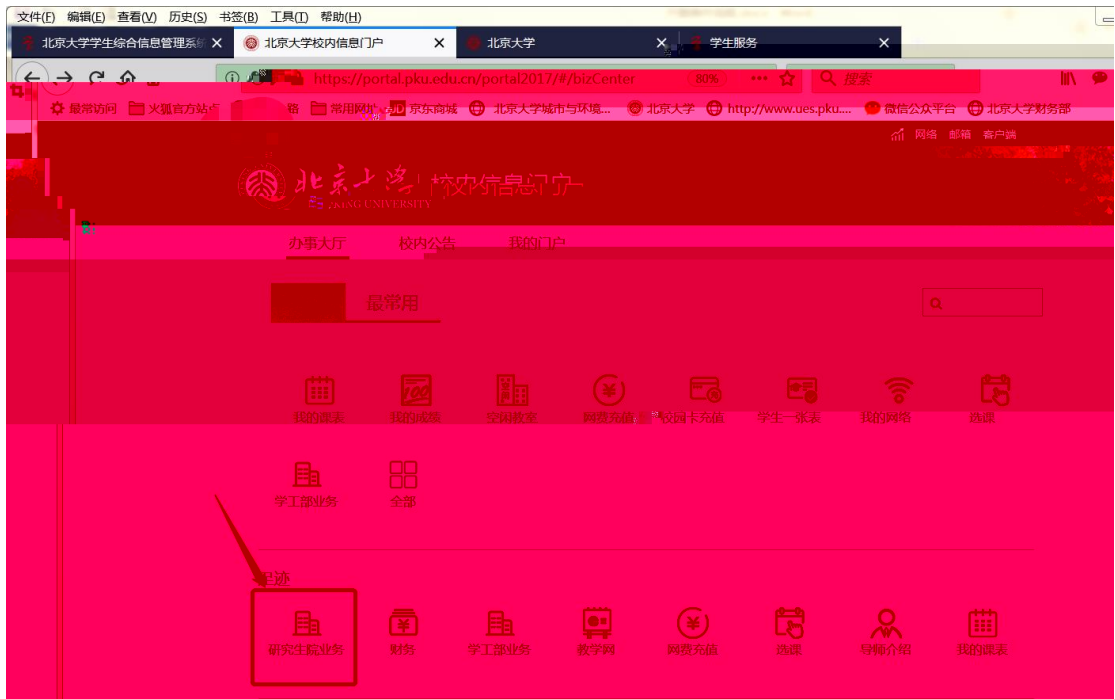 文件(F) 编辑(E) 查看(V) 历史(S) 书签(B) 工具(T) 帮助(H)
北京大学学生综合信息管理系统 北京大学校内信息门户 北京大学 学生服务
https://portal.pku.edu.cn/portal2017/#/bizCenter 80% 搜索
最常访问 火狐官方站点 常用网址 JD 京东商城 北京大学城市与环境... 北京大学 http://www.ues.pku.... 微信公众平台 北京大学财务部
网络 邮箱 客户端
北京大学 校内信息门户
PEKING UNIVERSITY
办事大厅 校内公告 我的门户
最常用
我的课表 我的成绩 空闲教室 网费充值 校园卡充值 学生一张表 我的网络 选课
学工部业务 全部
足迹
研究生院业务 财务 学工部业务 教学网 网费充值 选课 导师介绍 我的课表